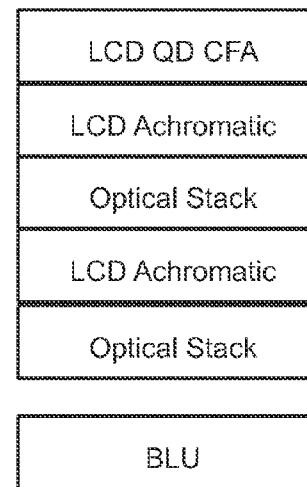 LCD QD CFA
LCD Achromatic
Optical Stack
LCD Achromatic
Optical Stack
BLU